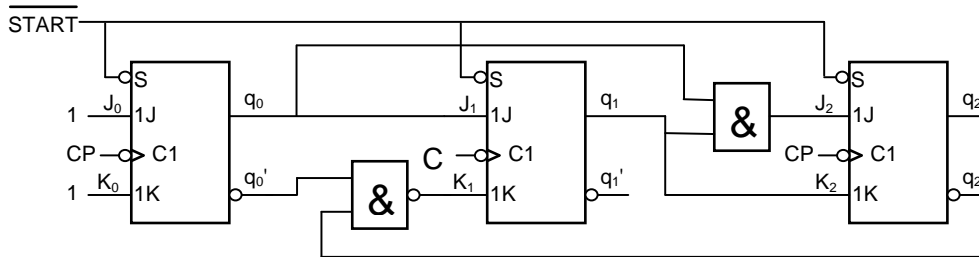 START
S S S
1 J₀ 1J q₀ J₁ 1J q₁ & J₂ 1J q₂
CP C1 C C1 CP C1
1 K₀ 1K q₀' & K₁ 1K q₁' K₂ 1K q₂